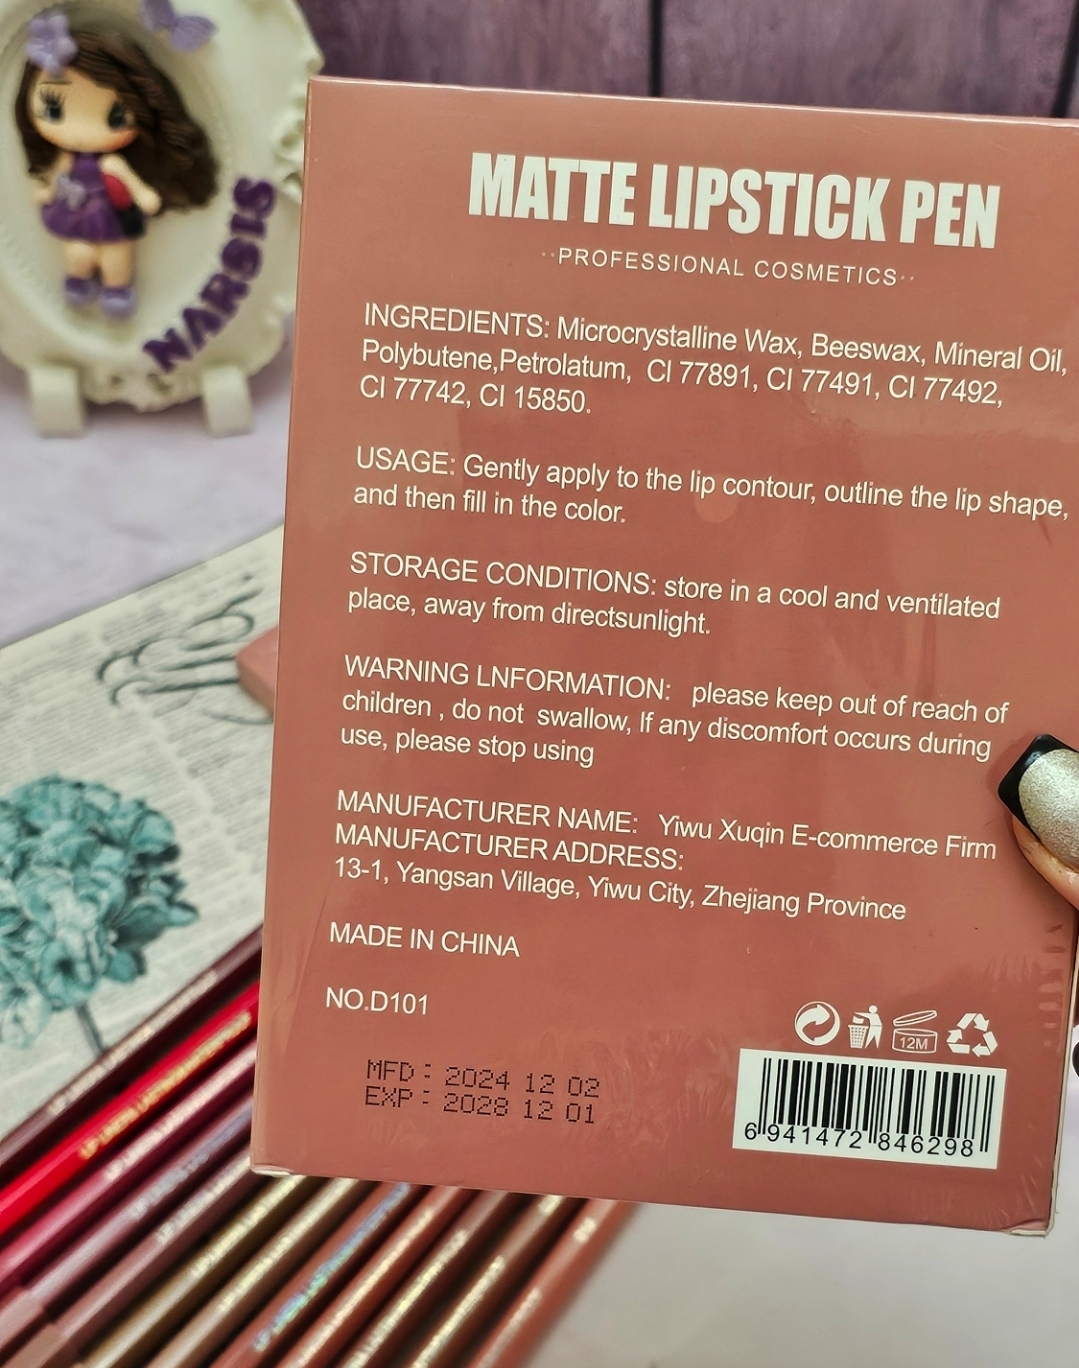 NARSIS
MATTE LIPSTICK PEN
··PROFESSIONAL COSMETICS··
INGREDIENTS: Microcrystalline Wax, Beeswax, Mineral Oil,
Polybutene,Petrolatum, CI 77891, CI 77491, CI 77492,
CI 77742, CI 15850.
USAGE: Gently apply to the lip contour, outline the lip shape,
and then fill in the color.
STORAGE CONDITIONS: store in a cool and ventilated
place, away from directsunlight.
WARNING LNFORMATION: please keep out of reach of
children , do not swallow, If any discomfort occurs during
use, please stop using
MANUFACTURER NAME: Yiwu Xuqin E-commerce Firm
MANUFACTURER ADDRESS:
13-1, Yangsan Village, Yiwu City, Zhejiang Province
MADE IN CHINA
NO.D101
12M
MFD : 2024 12 02
EXP : 2028 12 01
6 941472 846298